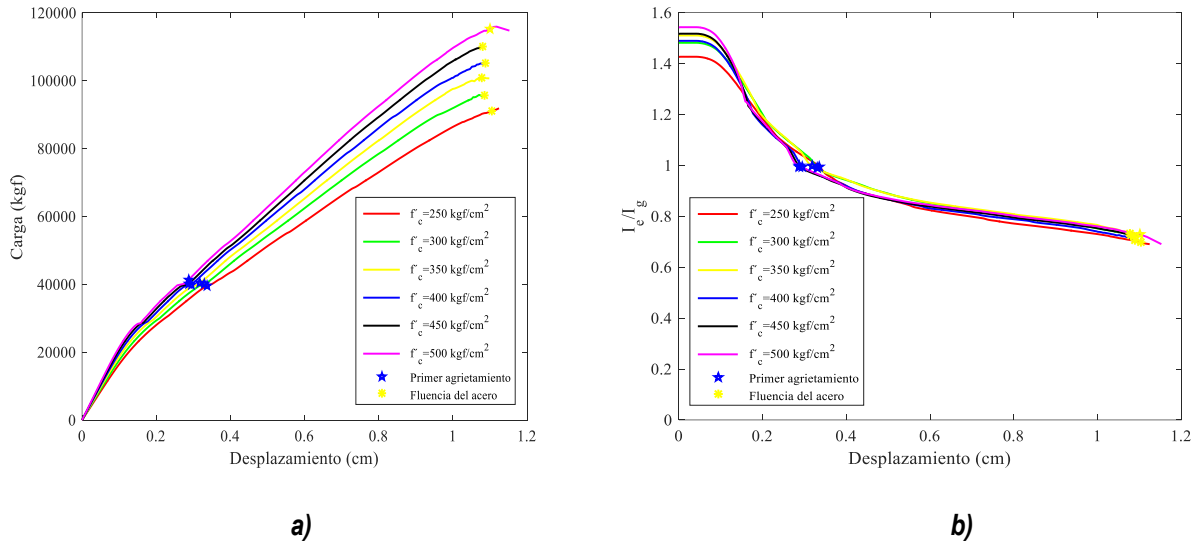 120000
100000
80000
60000
40000
20000
0
Carga (kgf)
0
0.2
0.4
0.6
0.8
1
1.2
Desplazamiento (cm)
f´c=250 kgf/cm²
f´c=300 kgf/cm²
f´c=350 kgf/cm²
f´c=400 kgf/cm²
f´c=450 kgf/cm²
f´c=500 kgf/cm²
Primer agrietamiento
Fluencia del acero
a)
1.6
1.4
1.2
1
0.8
0.6
0.4
0.2
0
Ie/Ig
0
0.2
0.4
0.6
0.8
1
1.2
Desplazamiento (cm)
f´c=250 kgf/cm²
f´c=300 kgf/cm²
f´c=350 kgf/cm²
f´c=400 kgf/cm²
f´c=450 kgf/cm²
f´c=500 kgf/cm²
Primer agrietamiento
Fluencia del acero
b)